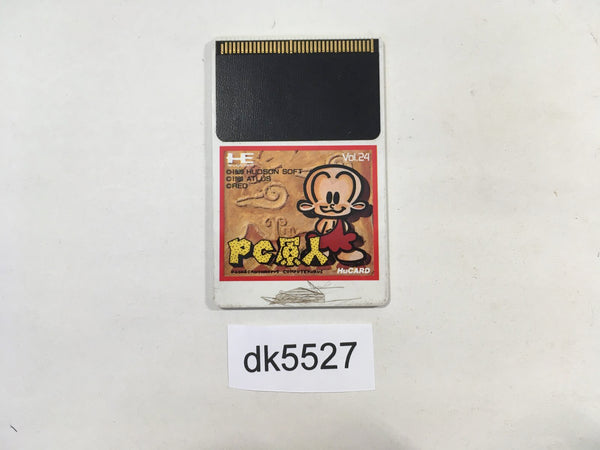 HE
Vol.24
©1989 HUDSON SOFT
©1989 ATLUS
©RED
PC原人
HuCARD
dk5527